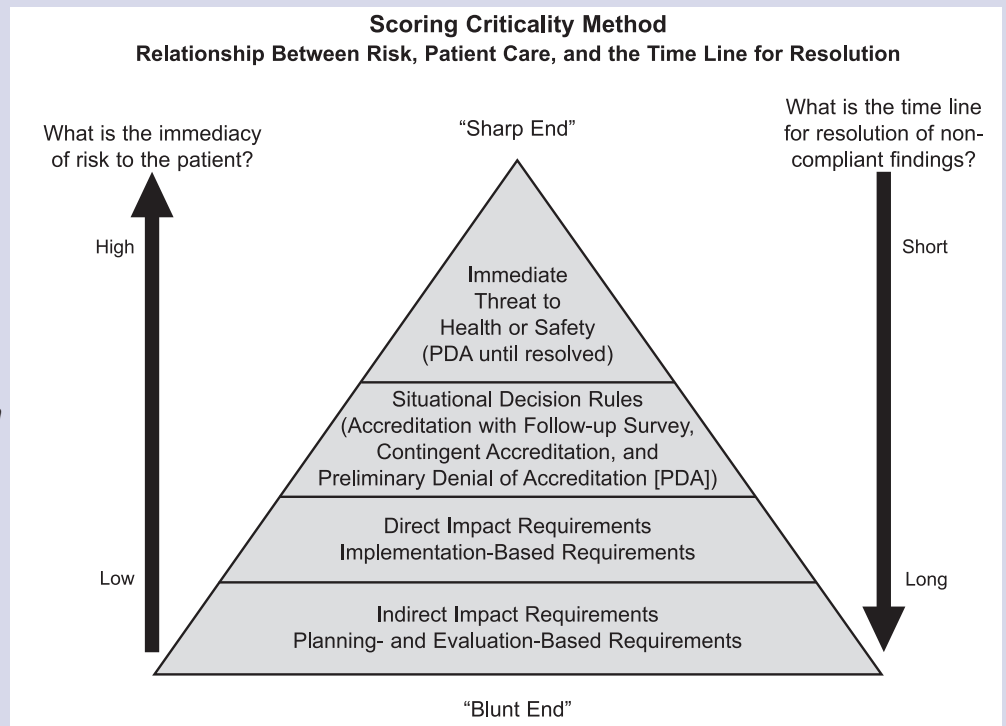 Scoring Criticality Method
Relationship Between Risk, Patient Care, and the Time Line for Resolution
What is the immediacy
of risk to the patient?
High
Low
"Sharp End"
Immediate
Threat to
Health or Safety
(PDA until resolved)
Situational Decision Rules
(Accreditation with Follow-up Survey,
Contingent Accreditation, and
Preliminary Denial of Accreditation [PDA])
Direct Impact Requirements
Implementation-Based Requirements
Indirect Impact Requirements
Planning- and Evaluation-Based Requirements
"Blunt End"
What is the time line
for resolution of non-
compliant findings?
Short
Long